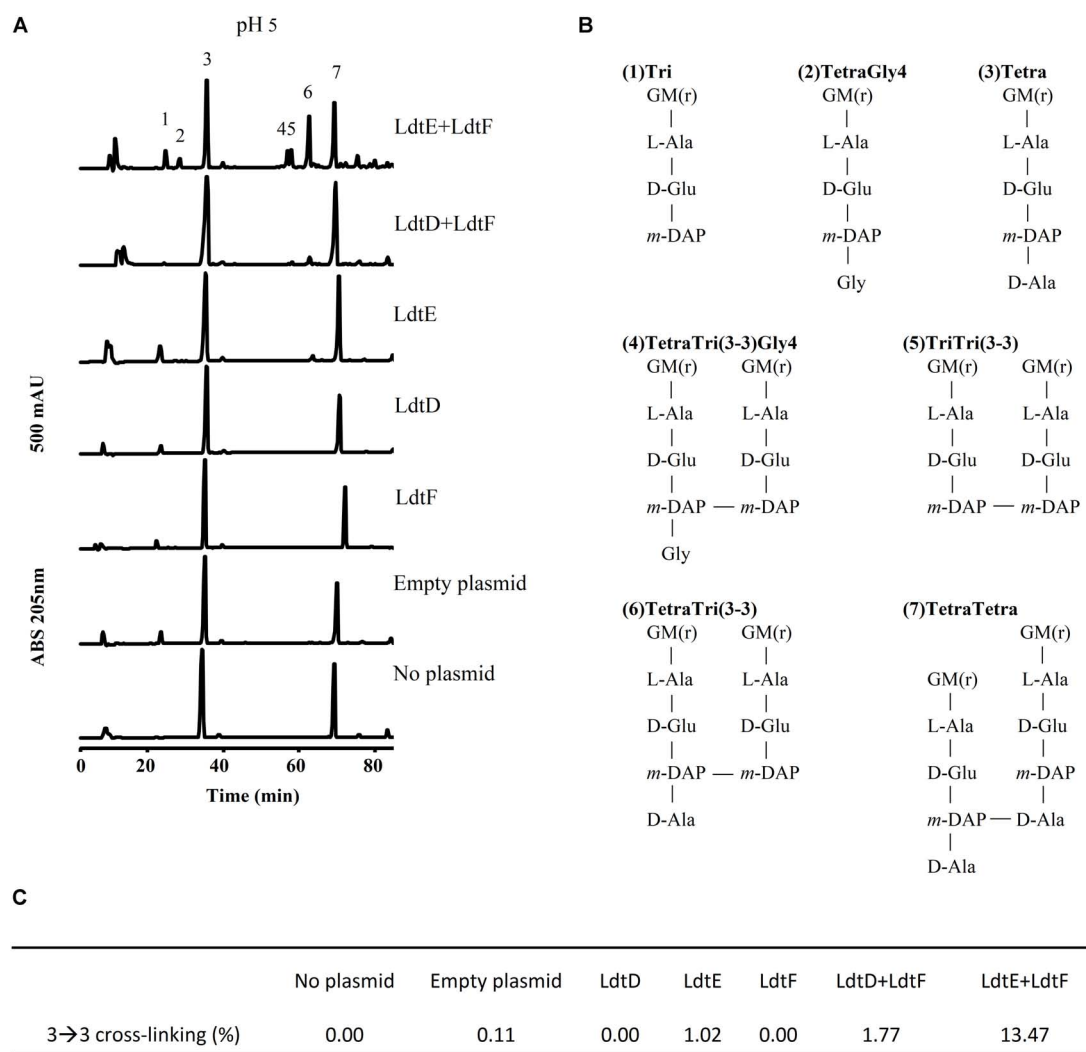 A
pH 5
1
2
3
45
6
7
LdtE+LdtF
LdtD+LdtF
LdtE
LdtD
LdtF
Empty plasmid
No plasmid
500 mAU
ABS 205nm
0 20 40 60 80
Time (min)
B
(1)Tri
GM(r)
L-Ala
D-Glu
m-DAP
(2)TetraGly4
GM(r)
L-Ala
D-Glu
m-DAP
Gly
(3)Tetra
GM(r)
L-Ala
D-Glu
m-DAP
D-Ala
(4)TetraTri(3-3)Gly4
GM(r) GM(r)
L-Ala L-Ala
D-Glu D-Glu
m-DAP — m-DAP
Gly
(5)TriTri(3-3)
GM(r) GM(r)
L-Ala L-Ala
D-Glu D-Glu
m-DAP — m-DAP
(6)TetraTri(3-3)
GM(r) GM(r)
L-Ala L-Ala
D-Glu D-Glu
m-DAP — m-DAP
D-Ala
(7)TetraTetra
GM(r)
GM(r) L-Ala
L-Ala D-Glu
D-Glu m-DAP
m-DAP — D-Ala
D-Ala
C
No plasmid Empty plasmid LdtD LdtE LdtF LdtD+LdtF LdtE+LdtF
3→3 cross-linking (%) 0.00 0.11 0.00 1.02 0.00 1.77 13.47